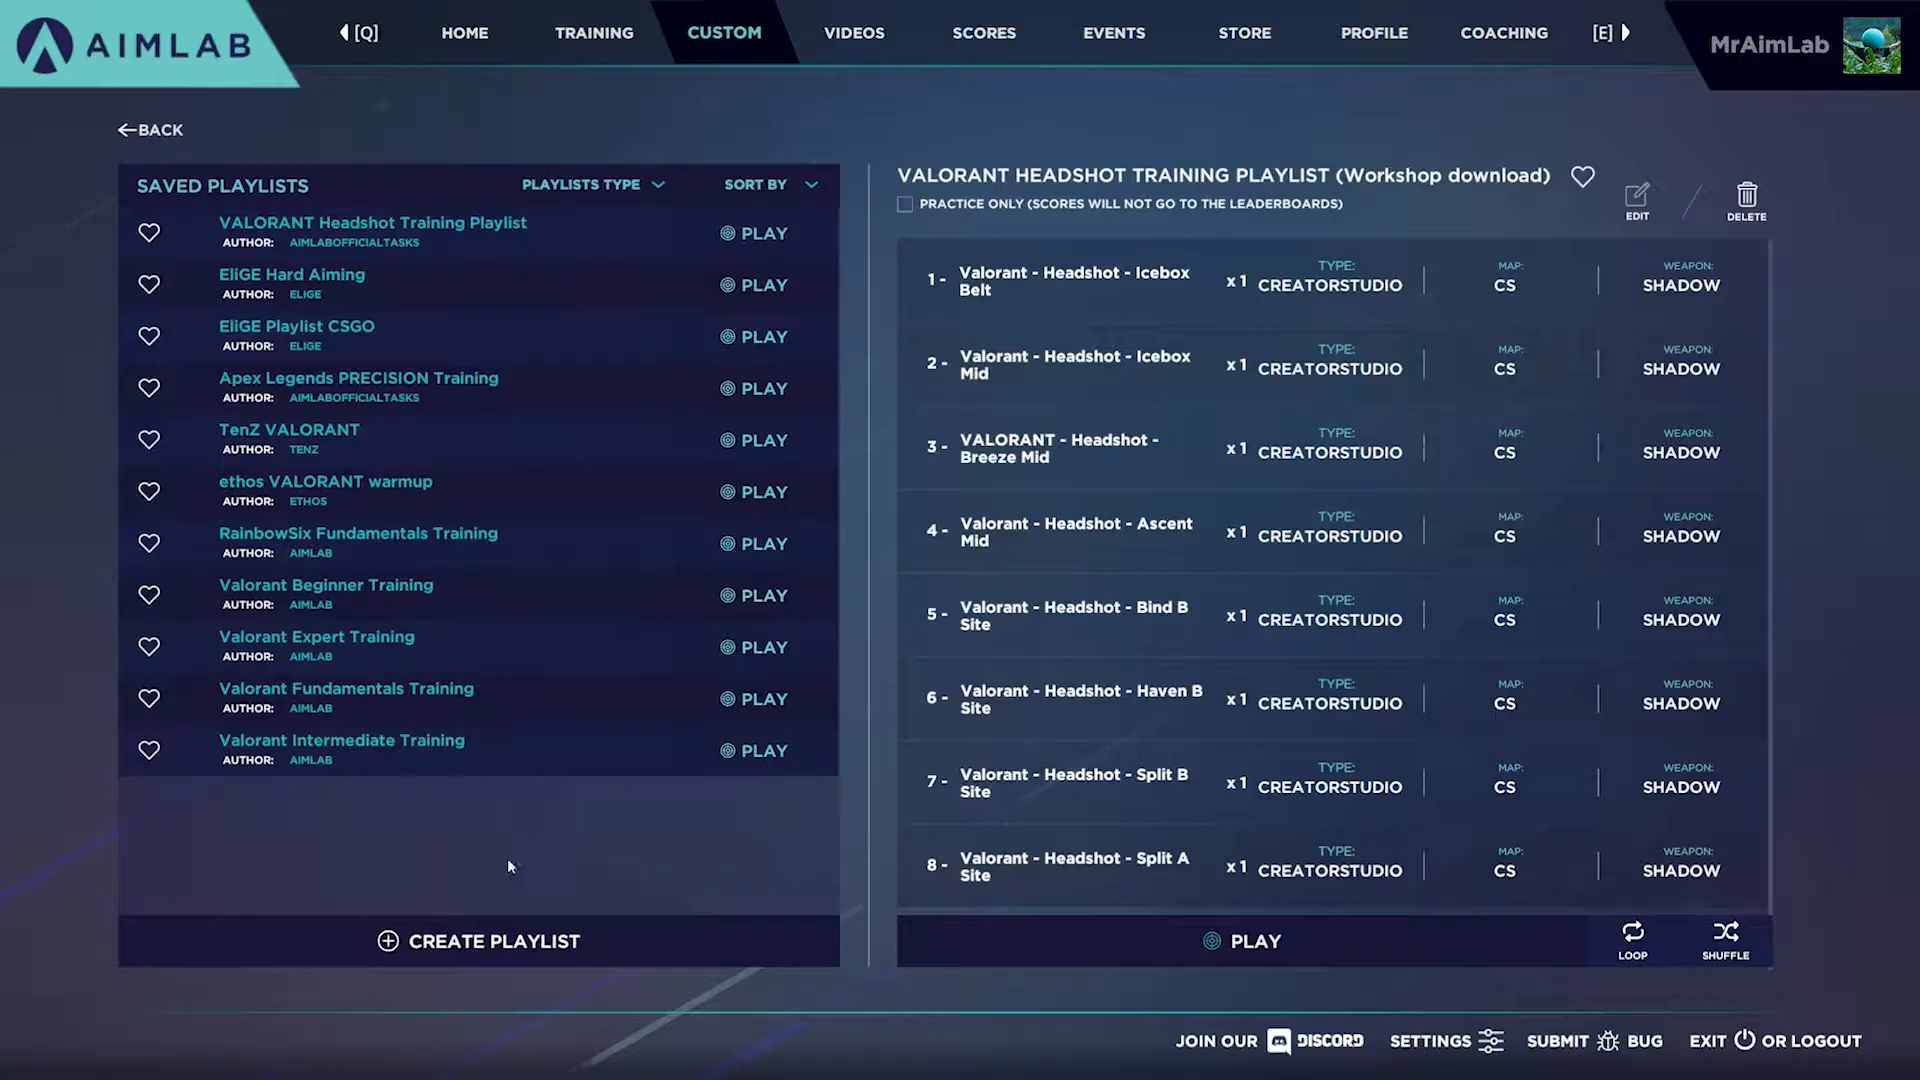 AIMLAB
[Q]
HOME
TRAINING
CUSTOM
VIDEOS
SCORES
EVENTS
STORE
PROFILE
COACHING
[E]
MrAimLab
BACK
SAVED PLAYLISTS
PLAYLISTS TYPE
SORT BY
VALORANT Headshot Training Playlist
AUTHOR: AIMLABOFFICIALTASKS
PLAY
EliGE Hard Aiming
AUTHOR: ELIGE
PLAY
EliGE Playlist CSGO
AUTHOR: ELIGE
PLAY
Apex Legends PRECISION Training
AUTHOR: AIMLABOFFICIALTASKS
PLAY
TenZ VALORANT
AUTHOR: TENZ
PLAY
ethos VALORANT warmup
AUTHOR: ETHOS
PLAY
RainbowSix Fundamentals Training
AUTHOR: AIMLAB
PLAY
Valorant Beginner Training
AUTHOR: AIMLAB
PLAY
Valorant Expert Training
AUTHOR: AIMLAB
PLAY
Valorant Fundamentals Training
AUTHOR: AIMLAB
PLAY
Valorant Intermediate Training
AUTHOR: AIMLAB
PLAY
CREATE PLAYLIST
VALORANT HEADSHOT TRAINING PLAYLIST (Workshop download)
PRACTICE ONLY (SCORES WILL NOT GO TO THE LEADERBOARDS)
EDIT
DELETE
1 - Valorant - Headshot - Icebox
Belt
x 1
TYPE:
CREATORSTUDIO
MAP:
CS
WEAPON:
SHADOW
2 - Valorant - Headshot - Icebox
Mid
x 1
TYPE:
CREATORSTUDIO
MAP:
CS
WEAPON:
SHADOW
3 - VALORANT - Headshot -
Breeze Mid
x 1
TYPE:
CREATORSTUDIO
MAP:
CS
WEAPON:
SHADOW
4 - Valorant - Headshot - Ascent
Mid
x 1
TYPE:
CREATORSTUDIO
MAP:
CS
WEAPON:
SHADOW
5 - Valorant - Headshot - Bind B
Site
x 1
TYPE:
CREATORSTUDIO
MAP:
CS
WEAPON:
SHADOW
6 - Valorant - Headshot - Haven B
Site
x 1
TYPE:
CREATORSTUDIO
MAP:
CS
WEAPON:
SHADOW
7 - Valorant - Headshot - Split B
Site
x 1
TYPE:
CREATORSTUDIO
MAP:
CS
WEAPON:
SHADOW
8 - Valorant - Headshot - Split A
Site
x 1
TYPE:
CREATORSTUDIO
MAP:
CS
WEAPON:
SHADOW
PLAY
LOOP
SHUFFLE
JOIN OUR DISCORD
SETTINGS
SUBMIT BUG
EXIT OR LOGOUT